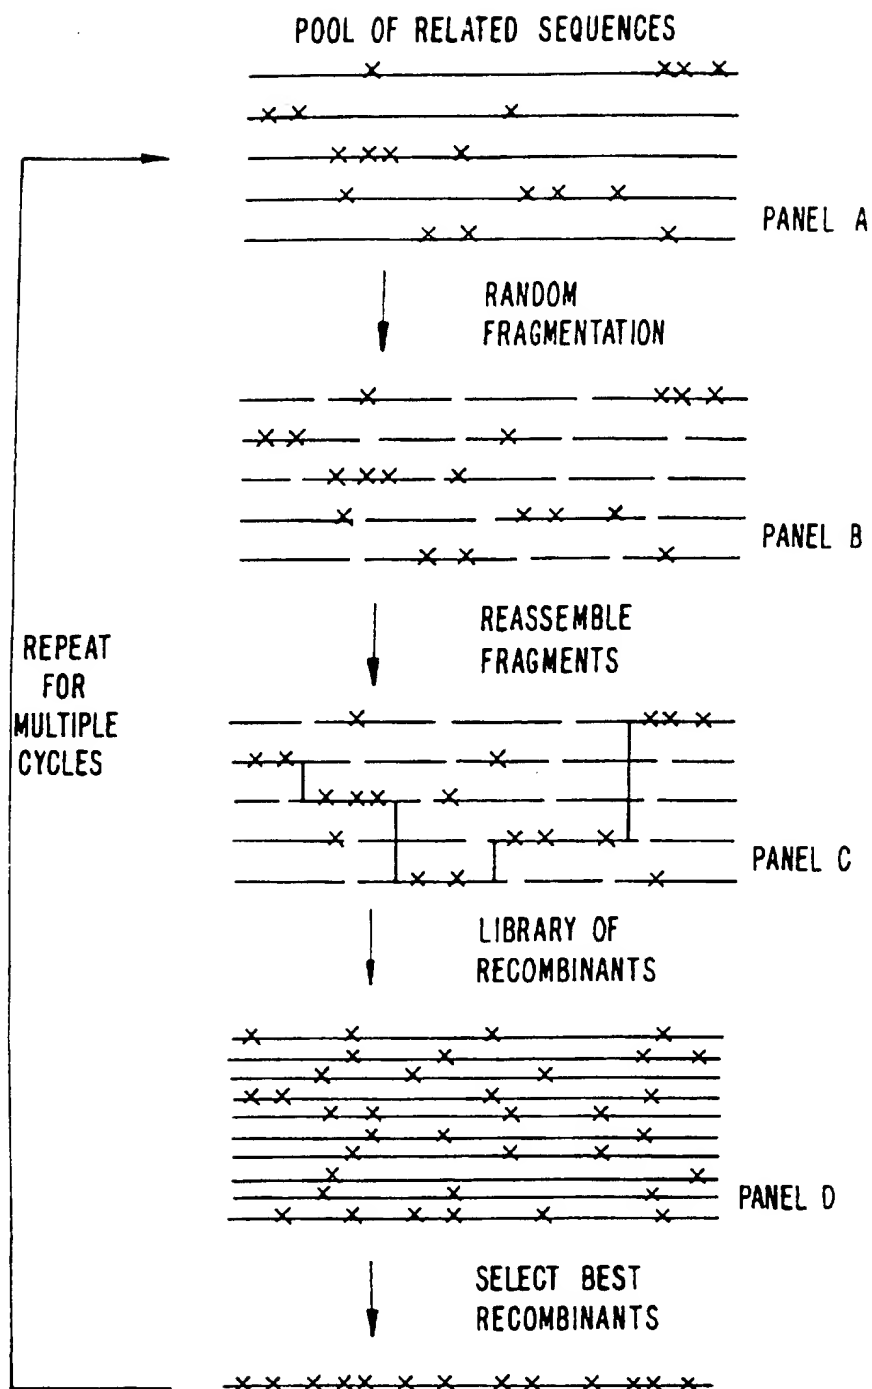 POOL OF RELATED SEQUENCES
PANEL A
RANDOM
FRAGMENTATION
PANEL B
REASSEMBLE
FRAGMENTS
REPEAT
FOR
MULTIPLE
CYCLES
PANEL C
LIBRARY OF
RECOMBINANTS
PANEL D
SELECT BEST
RECOMBINANTS